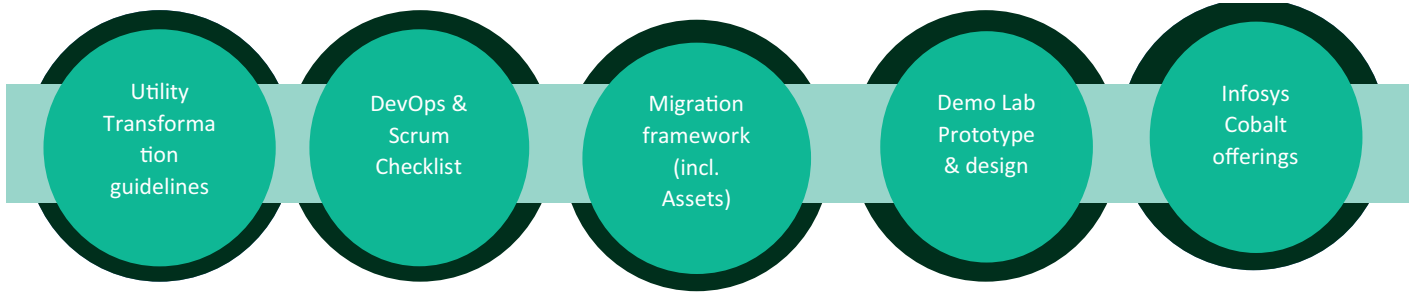 Utility
Transforma
tion
guidelines
DevOps &
Scrum
Checklist
Migration
framework
(incl.
Assets)
Demo Lab
Prototype
& design
Infosys
Cobalt
offerings